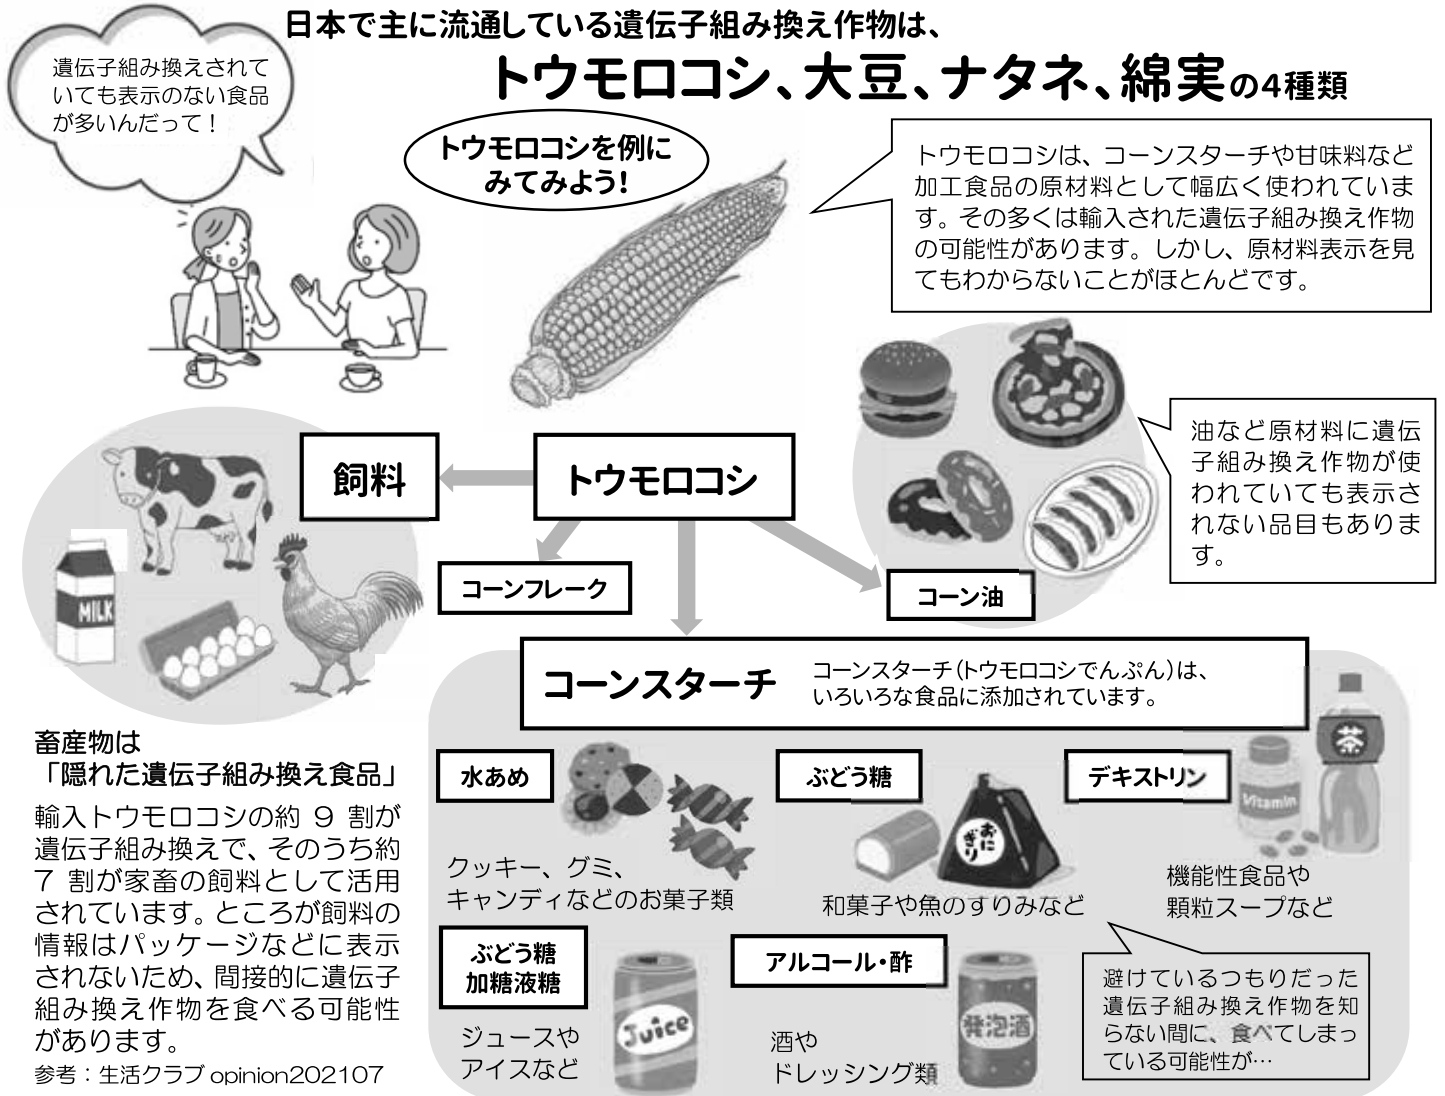 日本で主に流通している遺伝子組み換え作物は、
トウモロコシ、大豆、ナタネ、綿実の4種類
遺伝子組み換えされて
いても表示のない食品
が多いんだって！
トウモロコシを例に
みてみよう！
トウモロコシは、コーンスターチや甘味料など
加工食品の原材料として幅広く使われていま
す。その多くは輸入された遺伝子組み換え作物
の可能性があります。しかし、原材料表示を見
てもわからないことがほとんどです。
油など原材料に遺伝
子組み換え作物が使
われていても表示さ
れない品目もありま
す。
飼料
トウモロコシ
コーンフレーク
コーン油
MILK
コーンスターチ
コーンスターチ（トウモロコシでんぷん）は、
いろいろな食品に添加されています。
畜産物は
「隠れた遺伝子組み換え食品」
輸入トウモロコシの約 9 割が
遺伝子組み換えで、そのうち約
7 割が家畜の飼料として活用
されています。ところが飼料の
情報はパッケージなどに表示
されないため、間接的に遺伝子
組み換え作物を食べる可能性
があります。
参考：生活クラブ opinion202107
水あめ
クッキー、グミ、
キャンディなどのお菓子類
ぶどう糖
おに
ぎり
和菓子や魚のすりみなど
デキストリン
Vitamin
茶
機能性食品や
顆粒スープなど
ぶどう糖
加糖液糖
Juice
ジュースや
アイスなど
アルコール・酢
発泡酒
酒や
ドレッシング類
避けているつもりだった
遺伝子組み換え作物を知
らない間に、食べてしまっ
ている可能性が…